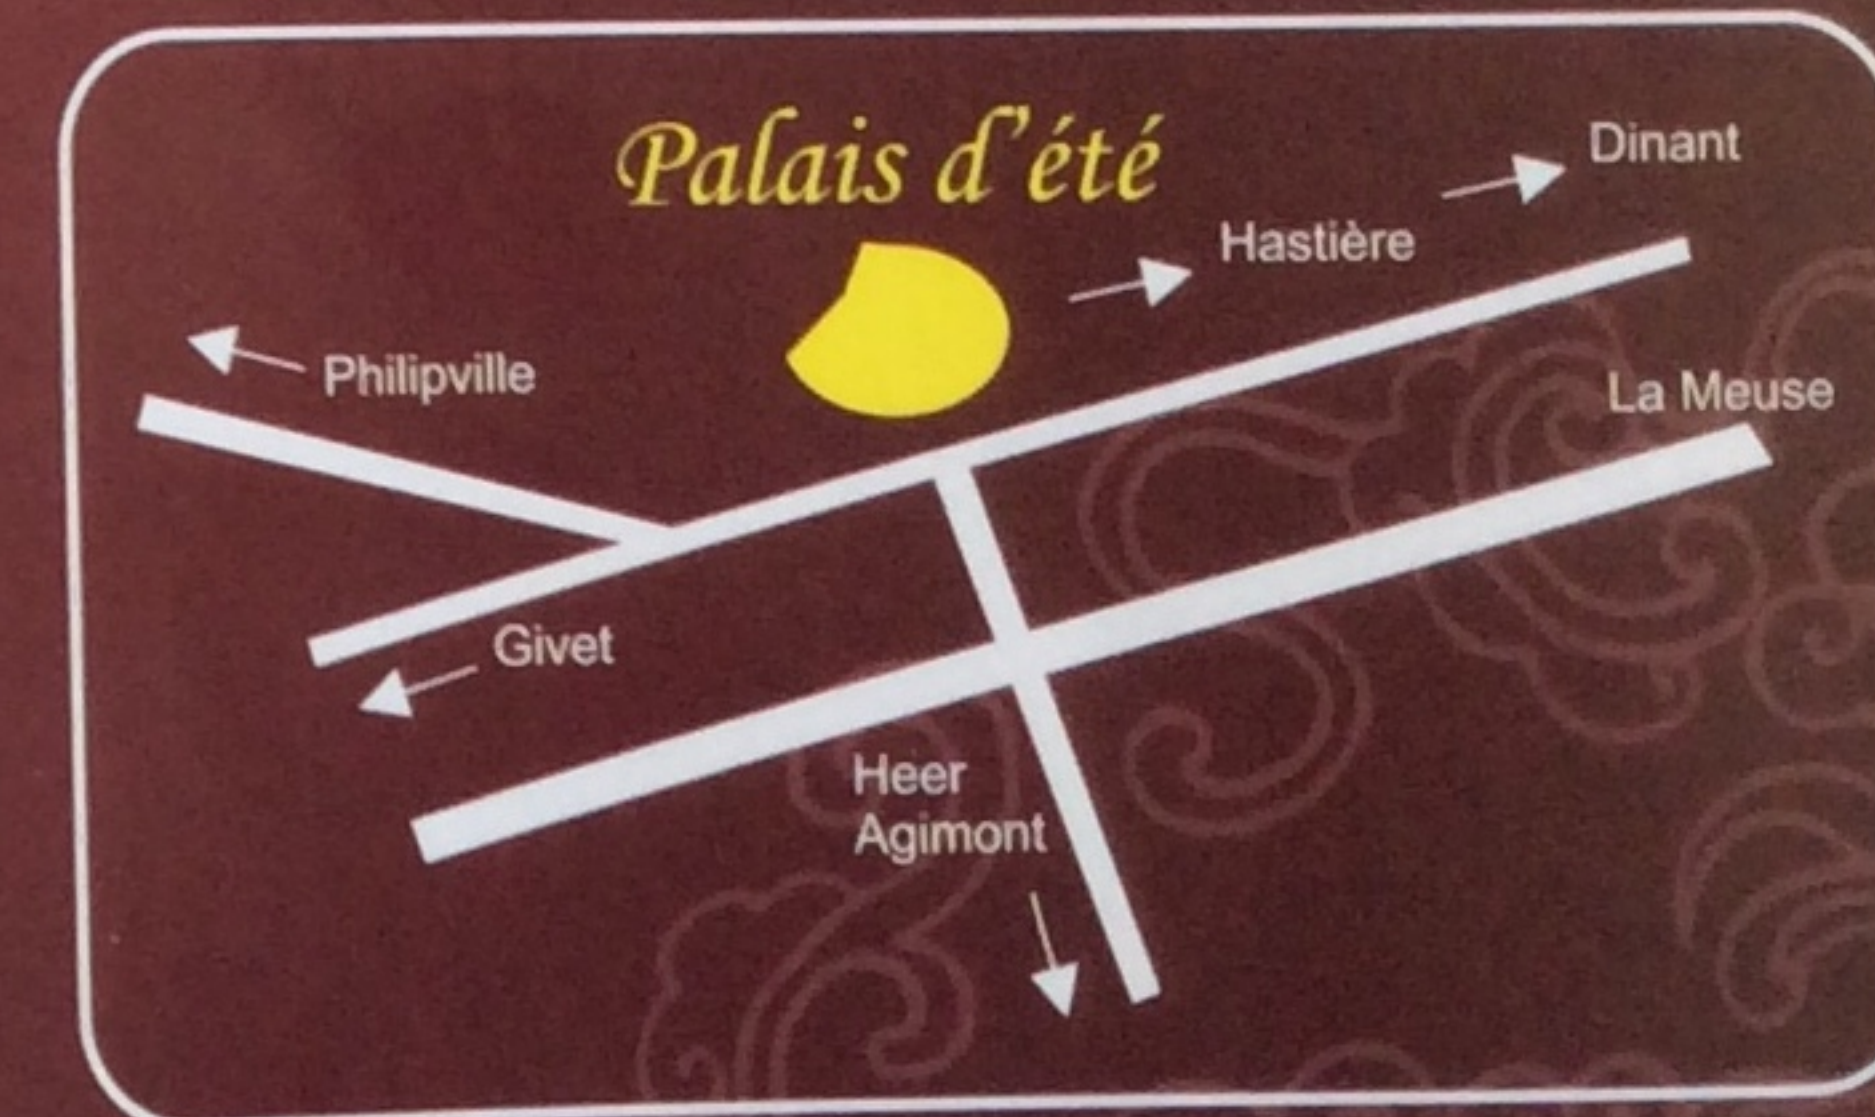 Palais d'été
Dinant
Hastière
Philipville
La Meuse
Givet
Heer
Agimont